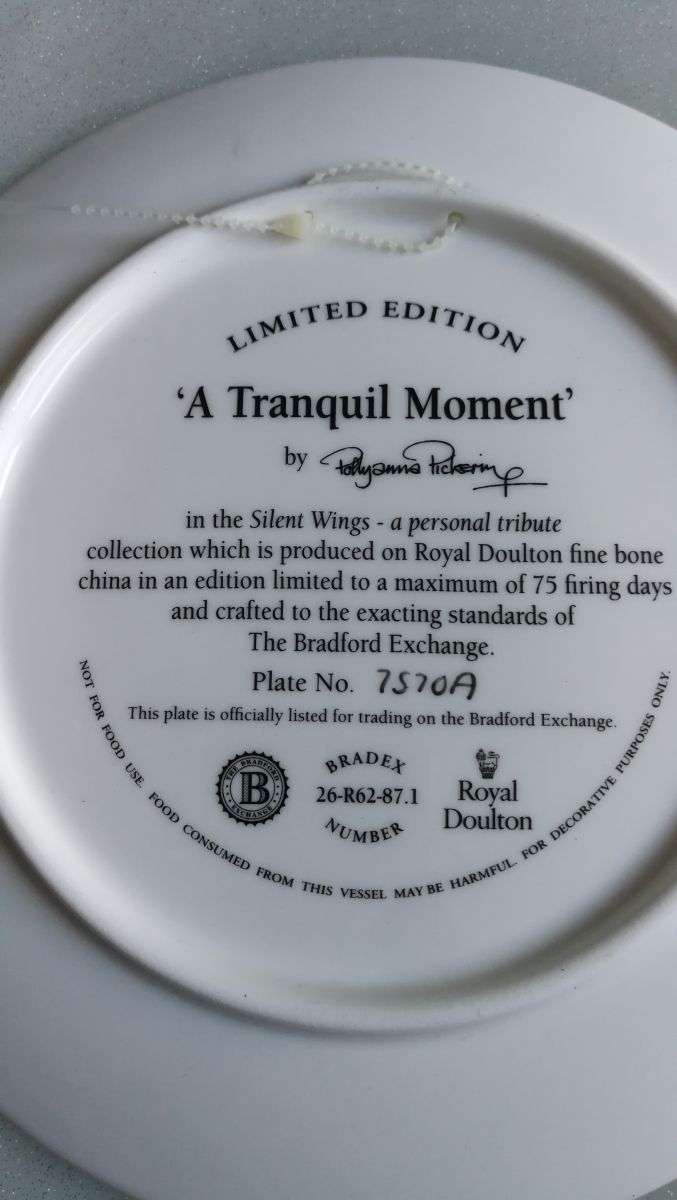 LIMITED EDITION
'A Tranquil Moment'
by Pollyanna Pickering
in the Silent Wings - a personal tribute
collection which is produced on Royal Doulton fine bone
china in an edition limited to a maximum of 75 firing days
and crafted to the exacting standards of
The Bradford Exchange.
Plate No. 7570A
This plate is officially listed for trading on the Bradford Exchange.
THE BRADFORD
B
EXCHANGE
BRADEX
26-R62-87.1
NUMBER
Royal
Doulton
NOT FOR FOOD USE. FOOD CONSUMED FROM THIS VESSEL MAY BE HARMFUL. FOR DECORATIVE PURPOSES ONLY.